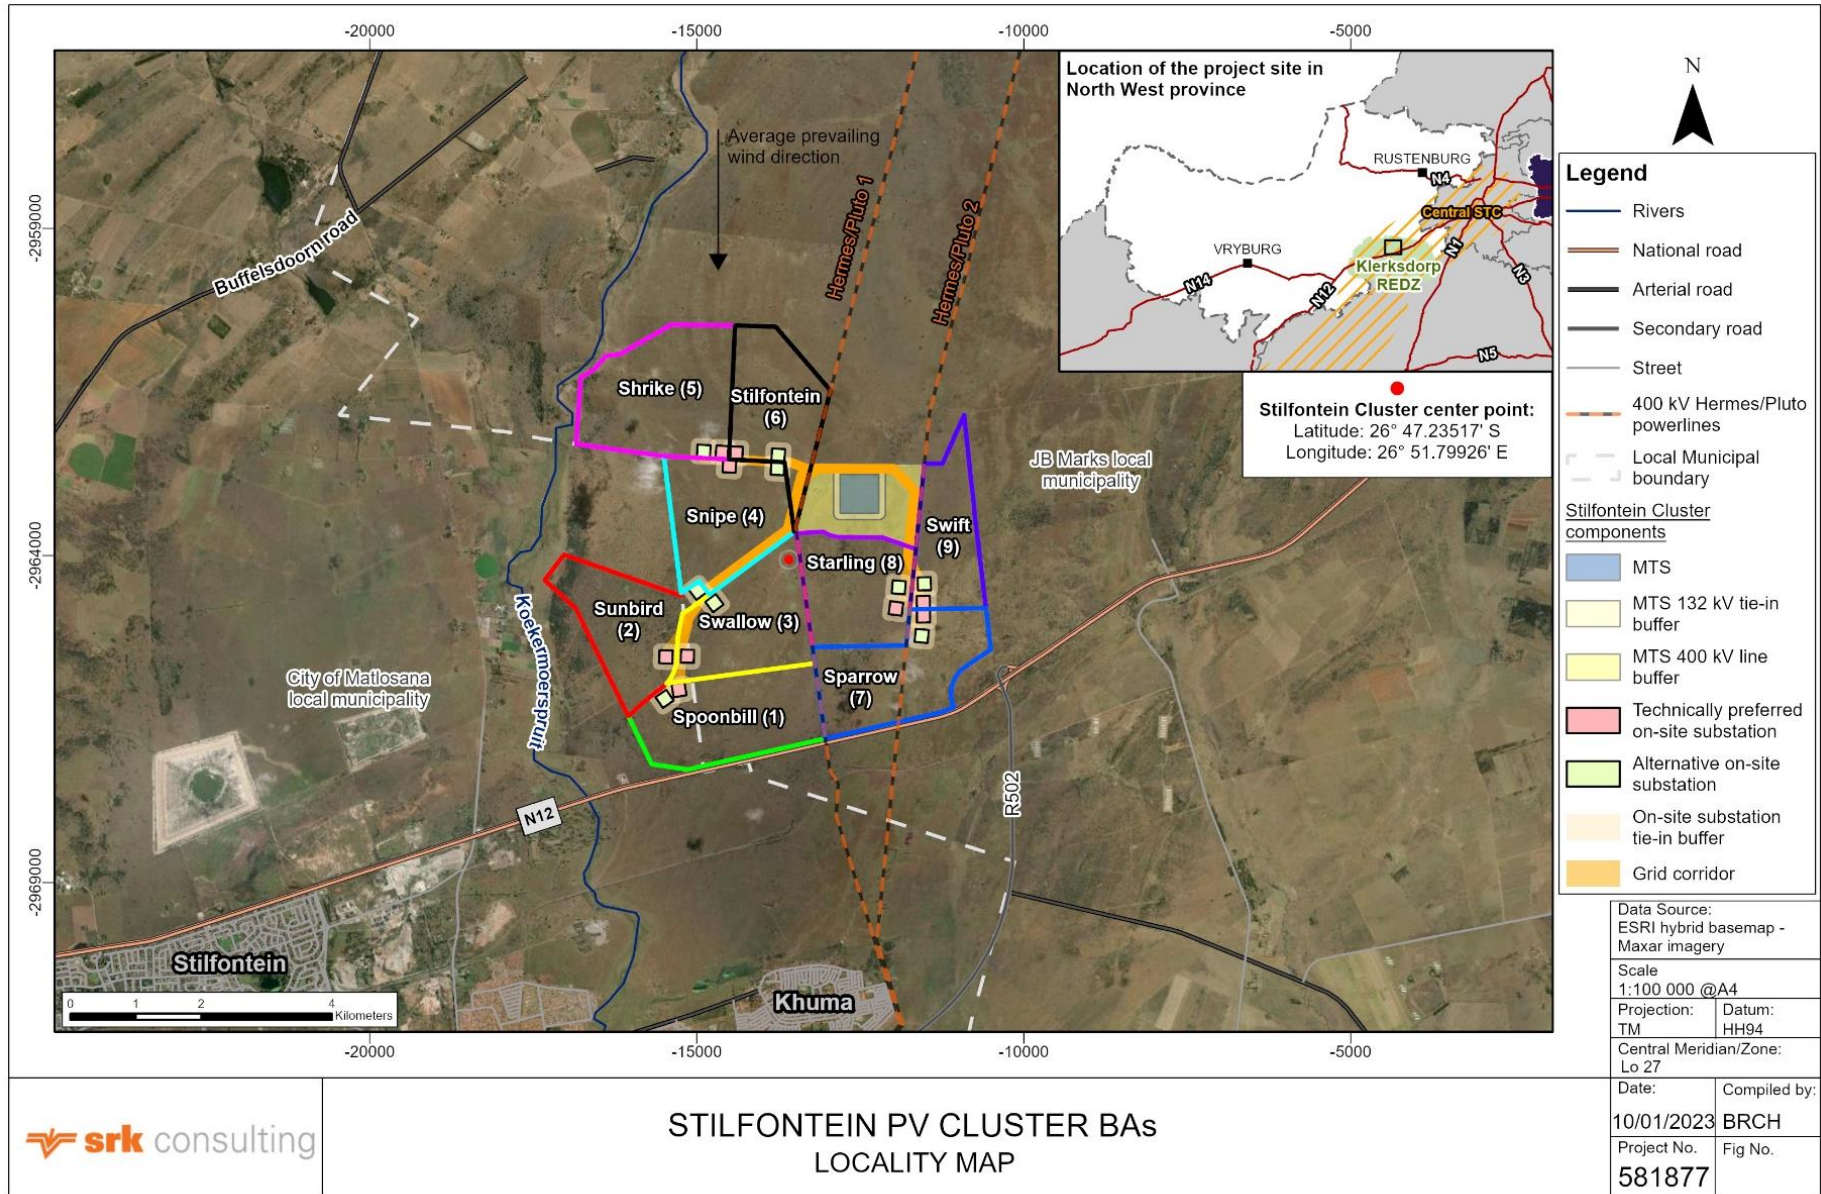 -20000
-15000
-10000
-5000
-2959000
-2964000
-2969000
Average prevailing
wind direction
Buffelsdoorn road
Hermes/Pluto 1
Hermes/Pluto 2
Shrike (5)
Stilfontein
(6)
Snipe (4)
Swift
(9)
Starling (8)
Sunbird
(2)
Swallow (3)
Sparrow
(7)
Spoonbill (1)
Koekermoerspruit
City of Matlosana
local municipality
JB Marks local
municipality
N12
R502
Stilfontein
Khuma
0
1
2
4
Kilometers
-20000
-15000
-10000
-5000
Location of the project site in
North West province
RUSTENBURG
N4
Central STC
VRYBURG
N1
Klerksdorp
REDZ
N3
N14
N12
N5
Stilfontein Cluster center point:
Latitude: 26° 47.23517' S
Longitude: 26° 51.79926' E
N
Legend
Rivers
National road
Arterial road
Secondary road
Street
400 kV Hermes/Pluto
powerlines
Local Municipal
boundary
Stilfontein Cluster
components
MTS
MTS 132 kV tie-in
buffer
MTS 400 kV line
buffer
Technically preferred
on-site substation
Alternative on-site
substation
On-site substation
tie-in buffer
Grid corridor
Data Source:
ESRI hybrid basemap -
Maxar imagery
Scale
1:100 000 @A4
Projection:
TM
Datum:
HH94
Central Meridian/Zone:
Lo 27
Date:
10/01/2023
Compiled by:
BRCH
Project No.
581877
Fig No.
srk consulting
STILFONTEIN PV CLUSTER BAs
LOCALITY MAP